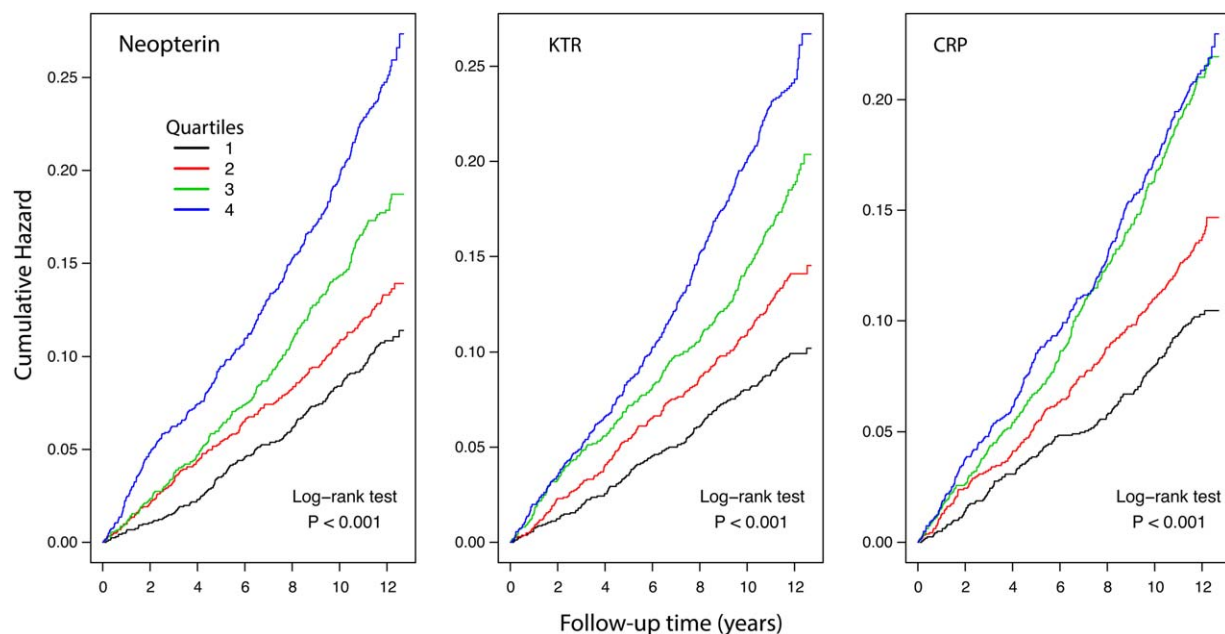 Neopterin
KTR
CRP
Quartiles
1
2
3
4
Cumulative Hazard
0.25
0.20
0.15
0.10
0.05
0.00
0.25
0.20
0.15
0.10
0.05
0.00
0.20
0.15
0.10
0.05
0.00
Log-rank test
P < 0.001
Log-rank test
P < 0.001
Log-rank test
P < 0.001
0 2 4 6 8 10 12
0 2 4 6 8 10 12
0 2 4 6 8 10 12
Follow-up time (years)